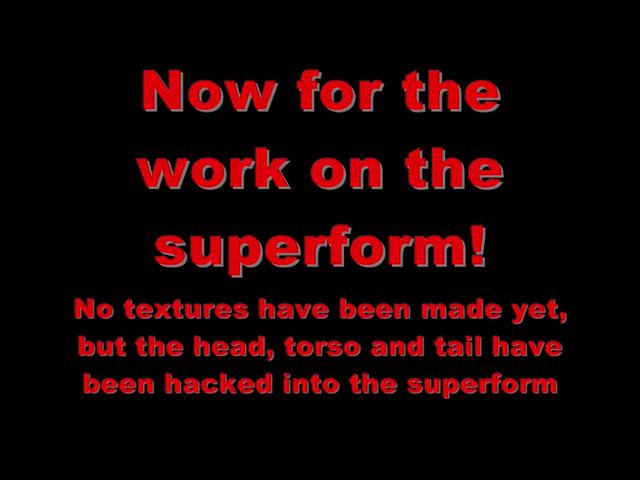 Now for the
work on the
superform!
No textures have been made yet,
but the head, torso and tail have
been hacked into the superform